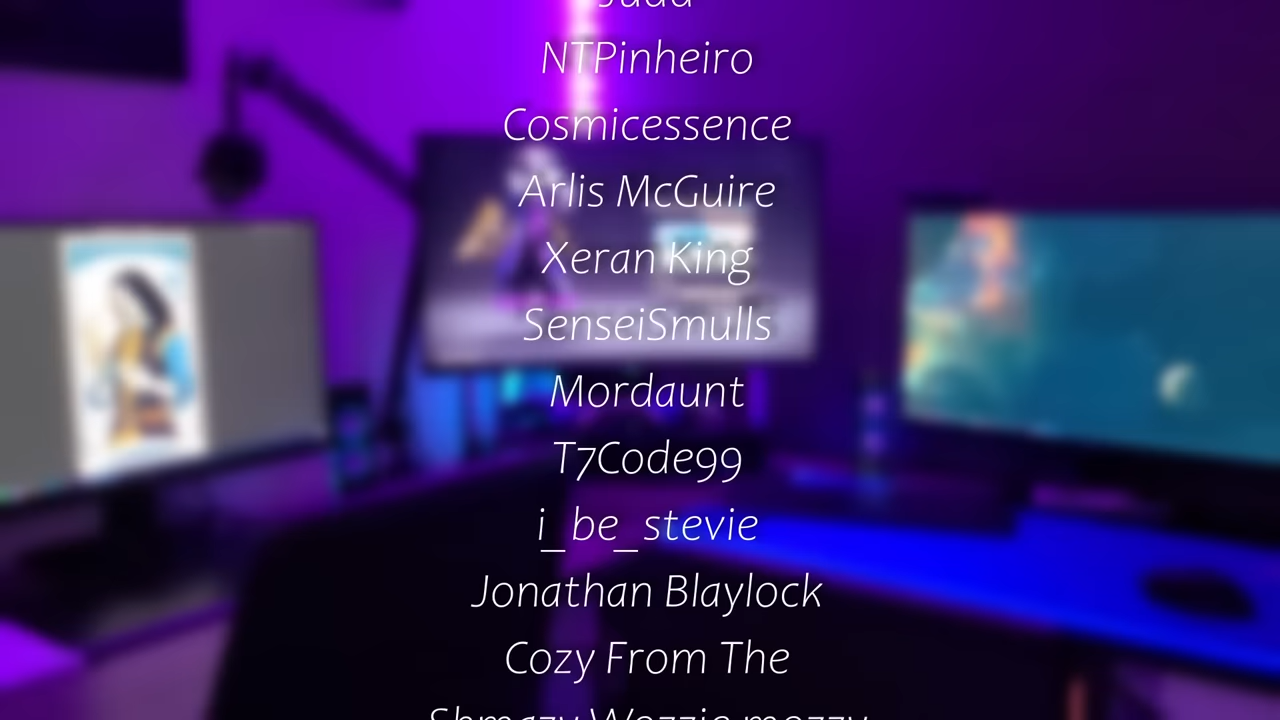 NTPinheiro
Cosmicessence
Arlis McGuire
Xeran King
SenseiSmulls
Mordaunt
T7Code99
i_be_stevie
Jonathan Blaylock
Cozy From The